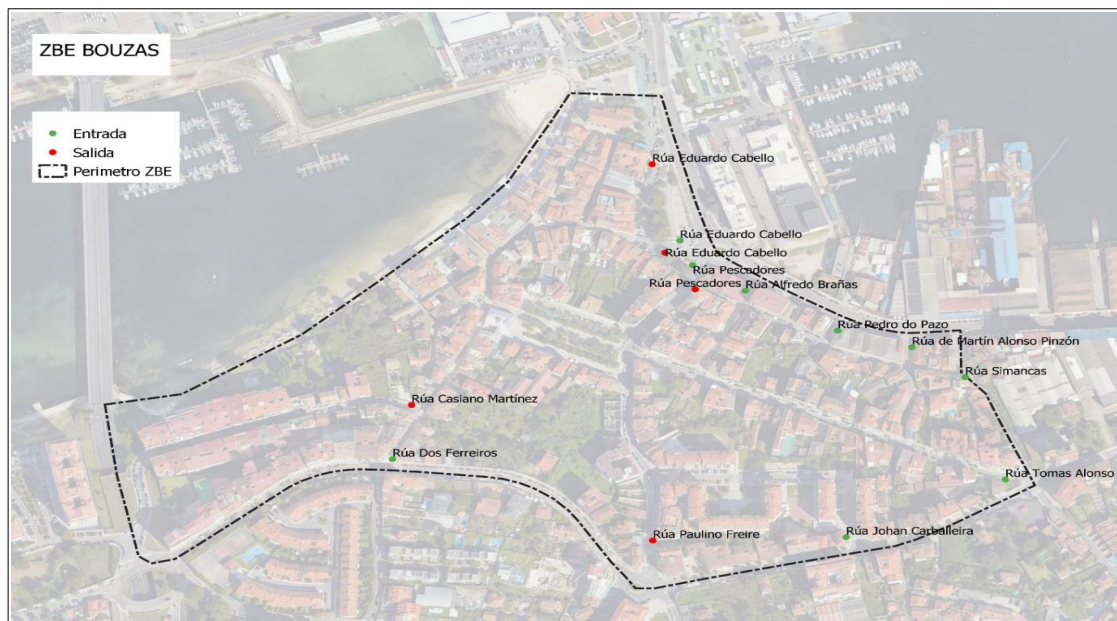 ZBE BOUZAS
Entrada
Salida
Perimetro ZBE
Rúa Eduardo Cabello
Rúa Eduardo Cabello
Rúa Eduardo Cabello
Rúa Pescadores
Rúa Pescadores
Rúa Alfredo Brañas
Rúa Pedro do Pazo
Rúa de Martín Alonso Pinzón
Rúa Simancas
Rúa Casiano Martínez
Rúa Dos Ferreiros
Rúa Tomas Alonso
Rúa Paulino Freire
Rúa Johan Carballeira